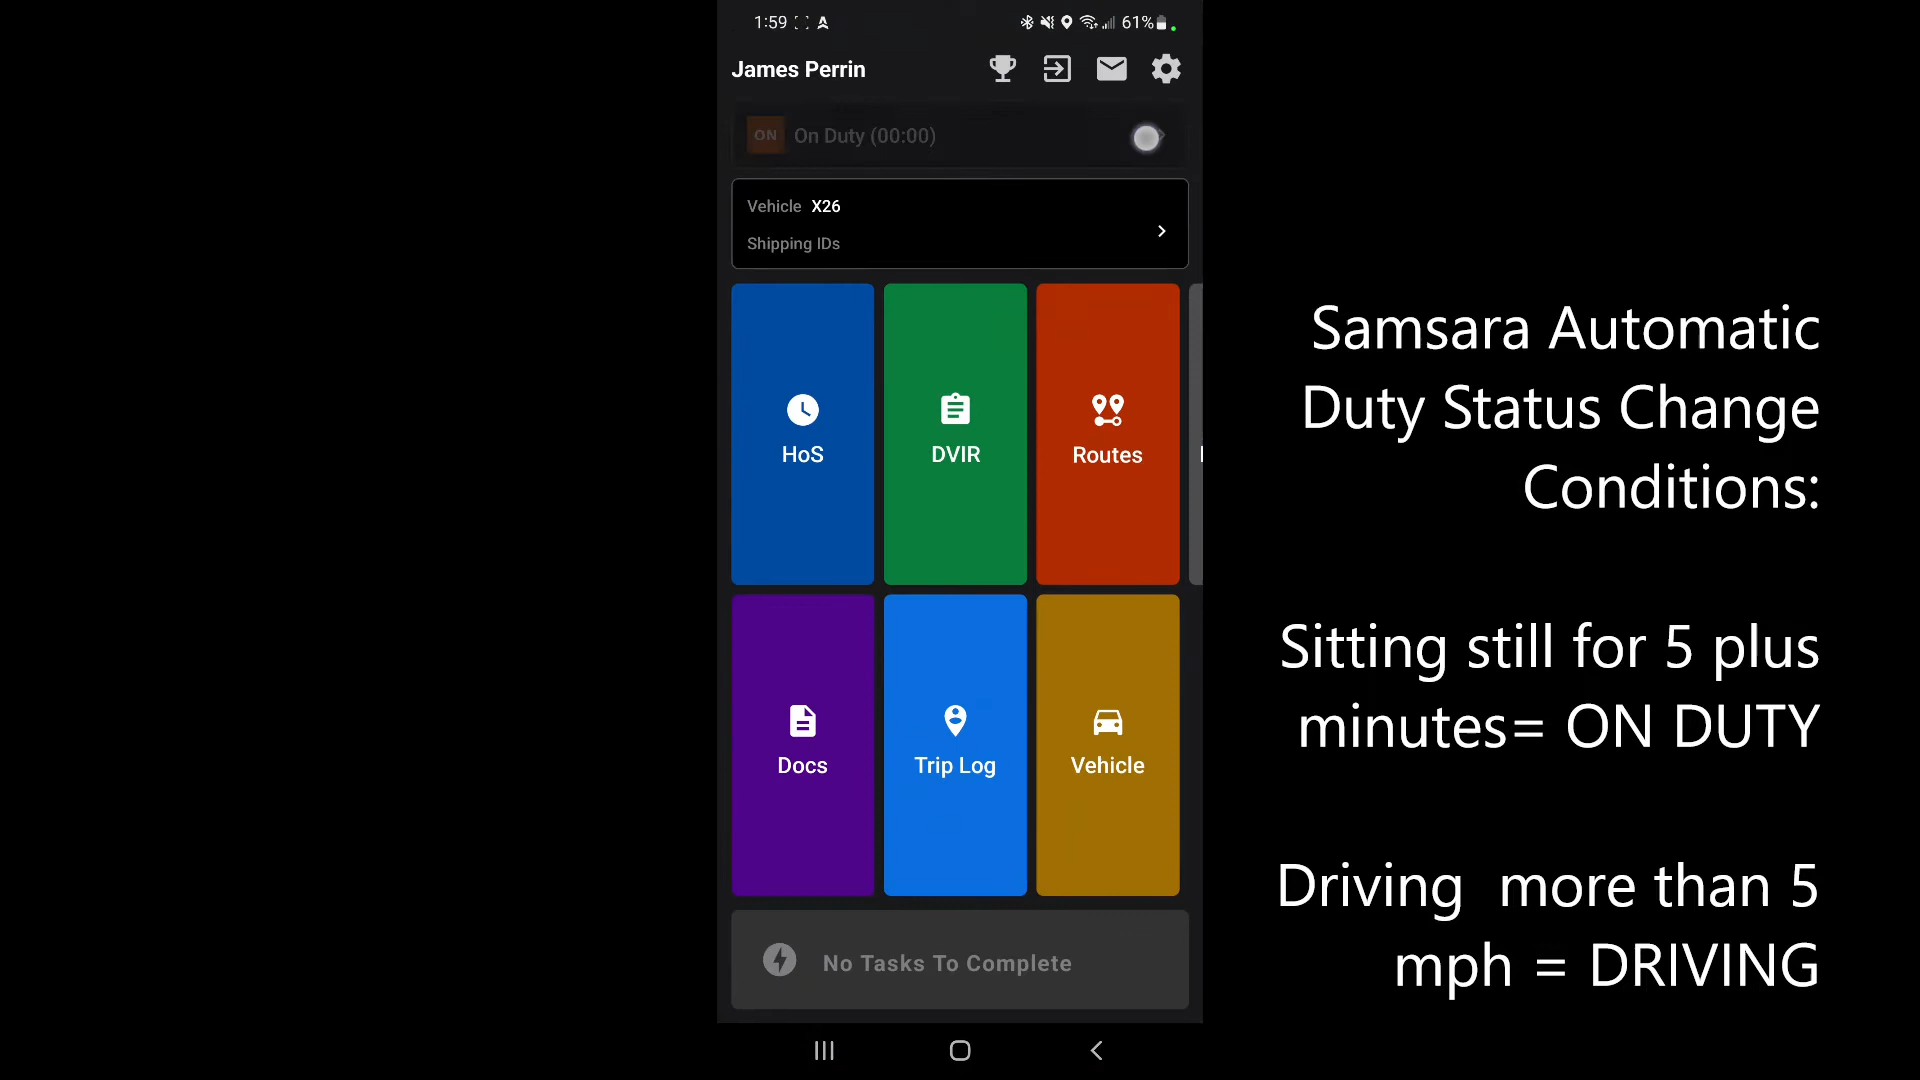 1:59
61%
James Perrin
ON On Duty (00:00)
Vehicle X26
Shipping IDs
HoS
DVIR
Routes
Docs
Trip Log
Vehicle
No Tasks To Complete
Samsara Automatic
Duty Status Change
Conditions:
Sitting still for 5 plus
minutes= ON DUTY
Driving  more than 5
mph = DRIVING